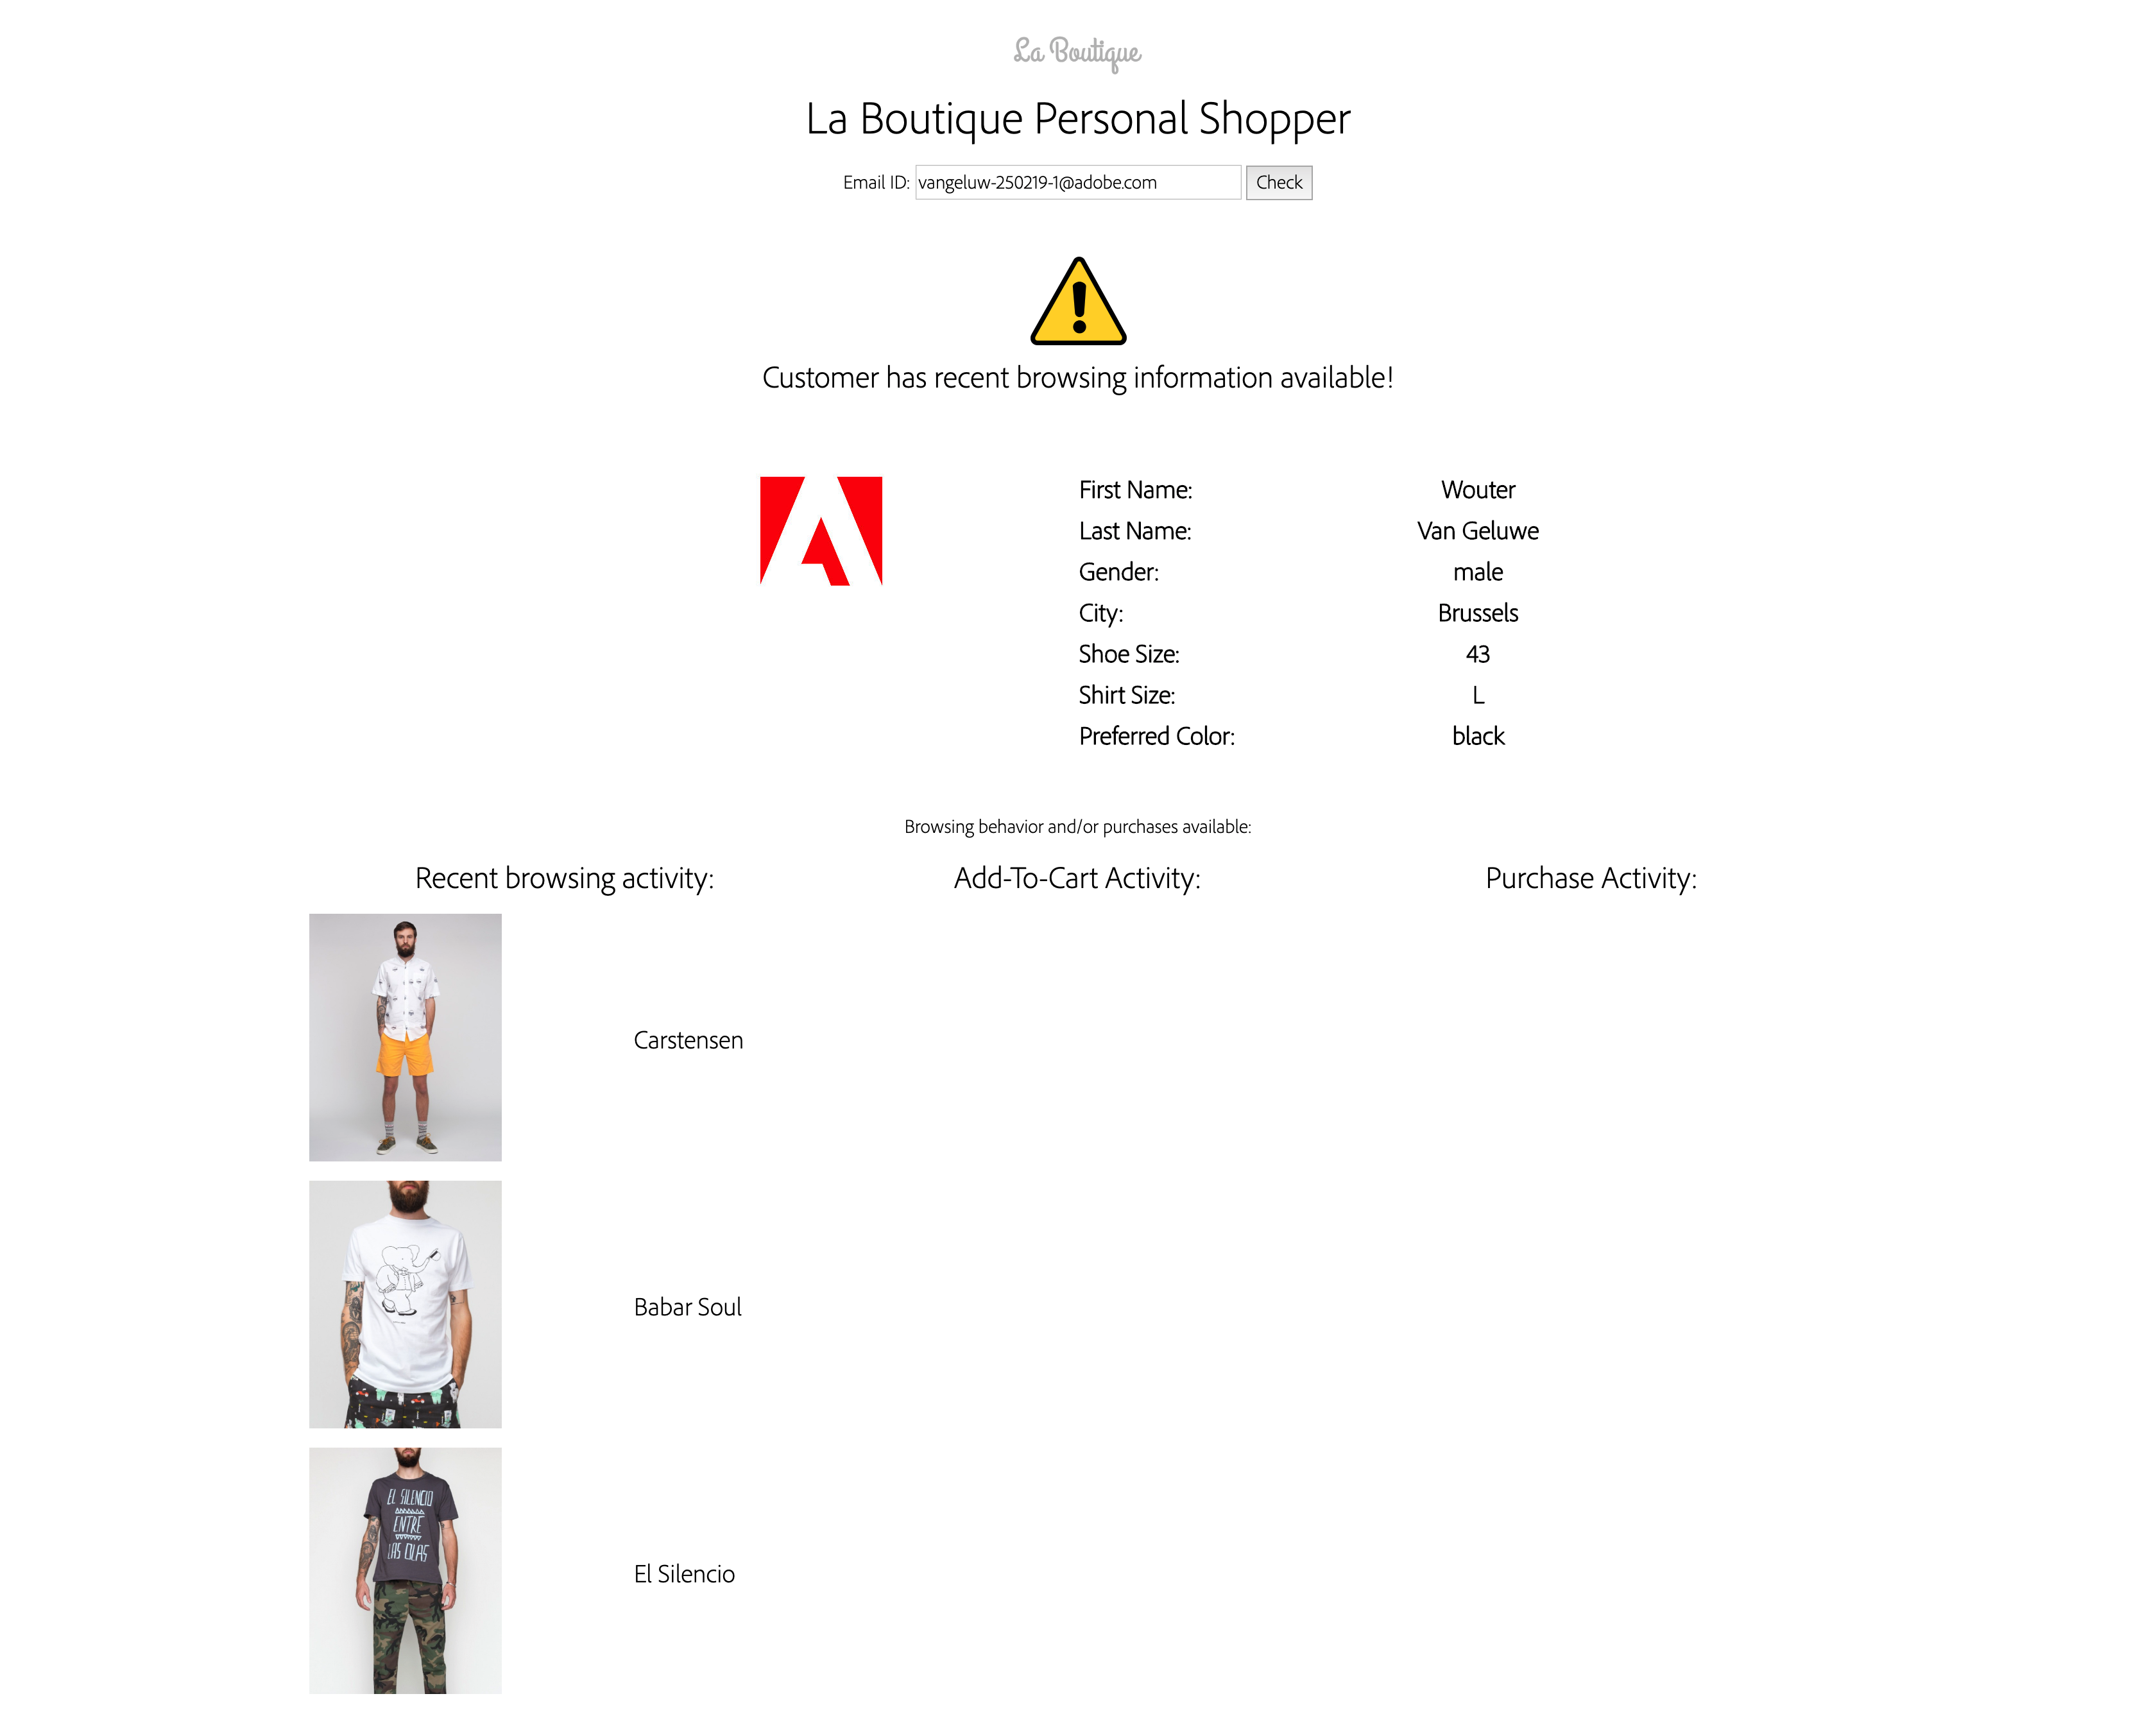 La Boutique
La Boutique Personal Shopper
Email ID: vangeluw-250219-1@adobe.com Check
Customer has recent browsing information available!
First Name: Wouter
Last Name: Van Geluwe
Gender: male
City: Brussels
Shoe Size: 43
Shirt Size: L
Preferred Color: black
Browsing behavior and/or purchases available:
Recent browsing activity: Add-To-Cart Activity: Purchase Activity:
Carstensen
Babar Soul
EL SILENCIO
ENTRE
LAS OLAS
El Silencio